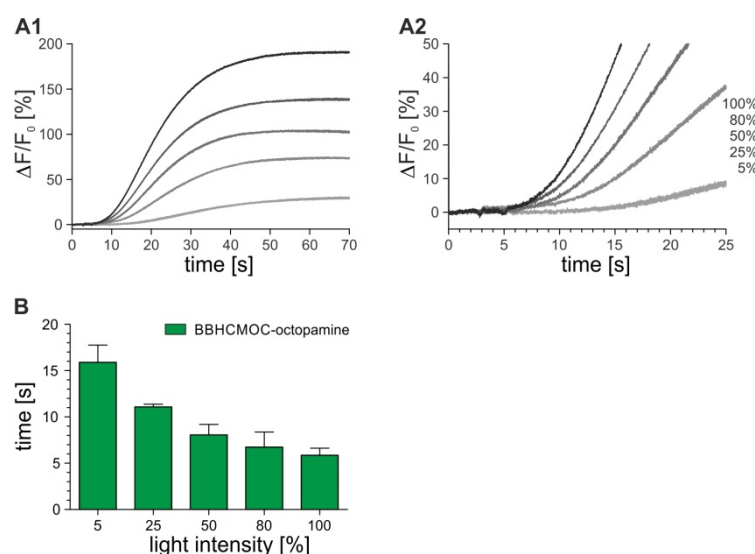 A1
200
150
100
50
0
ΔF/F0 [%]
0 10 20 30 40 50 60 70
time [s]
A2
50
40
30
20
10
0
ΔF/F0 [%]
0 5 10 15 20 25
time [s]
100%
80%
50%
25%
5%
B
20
15
10
5
0
time [s]
BBHCMOC-octopamine
5 25 50 80 100
light intensity [%]